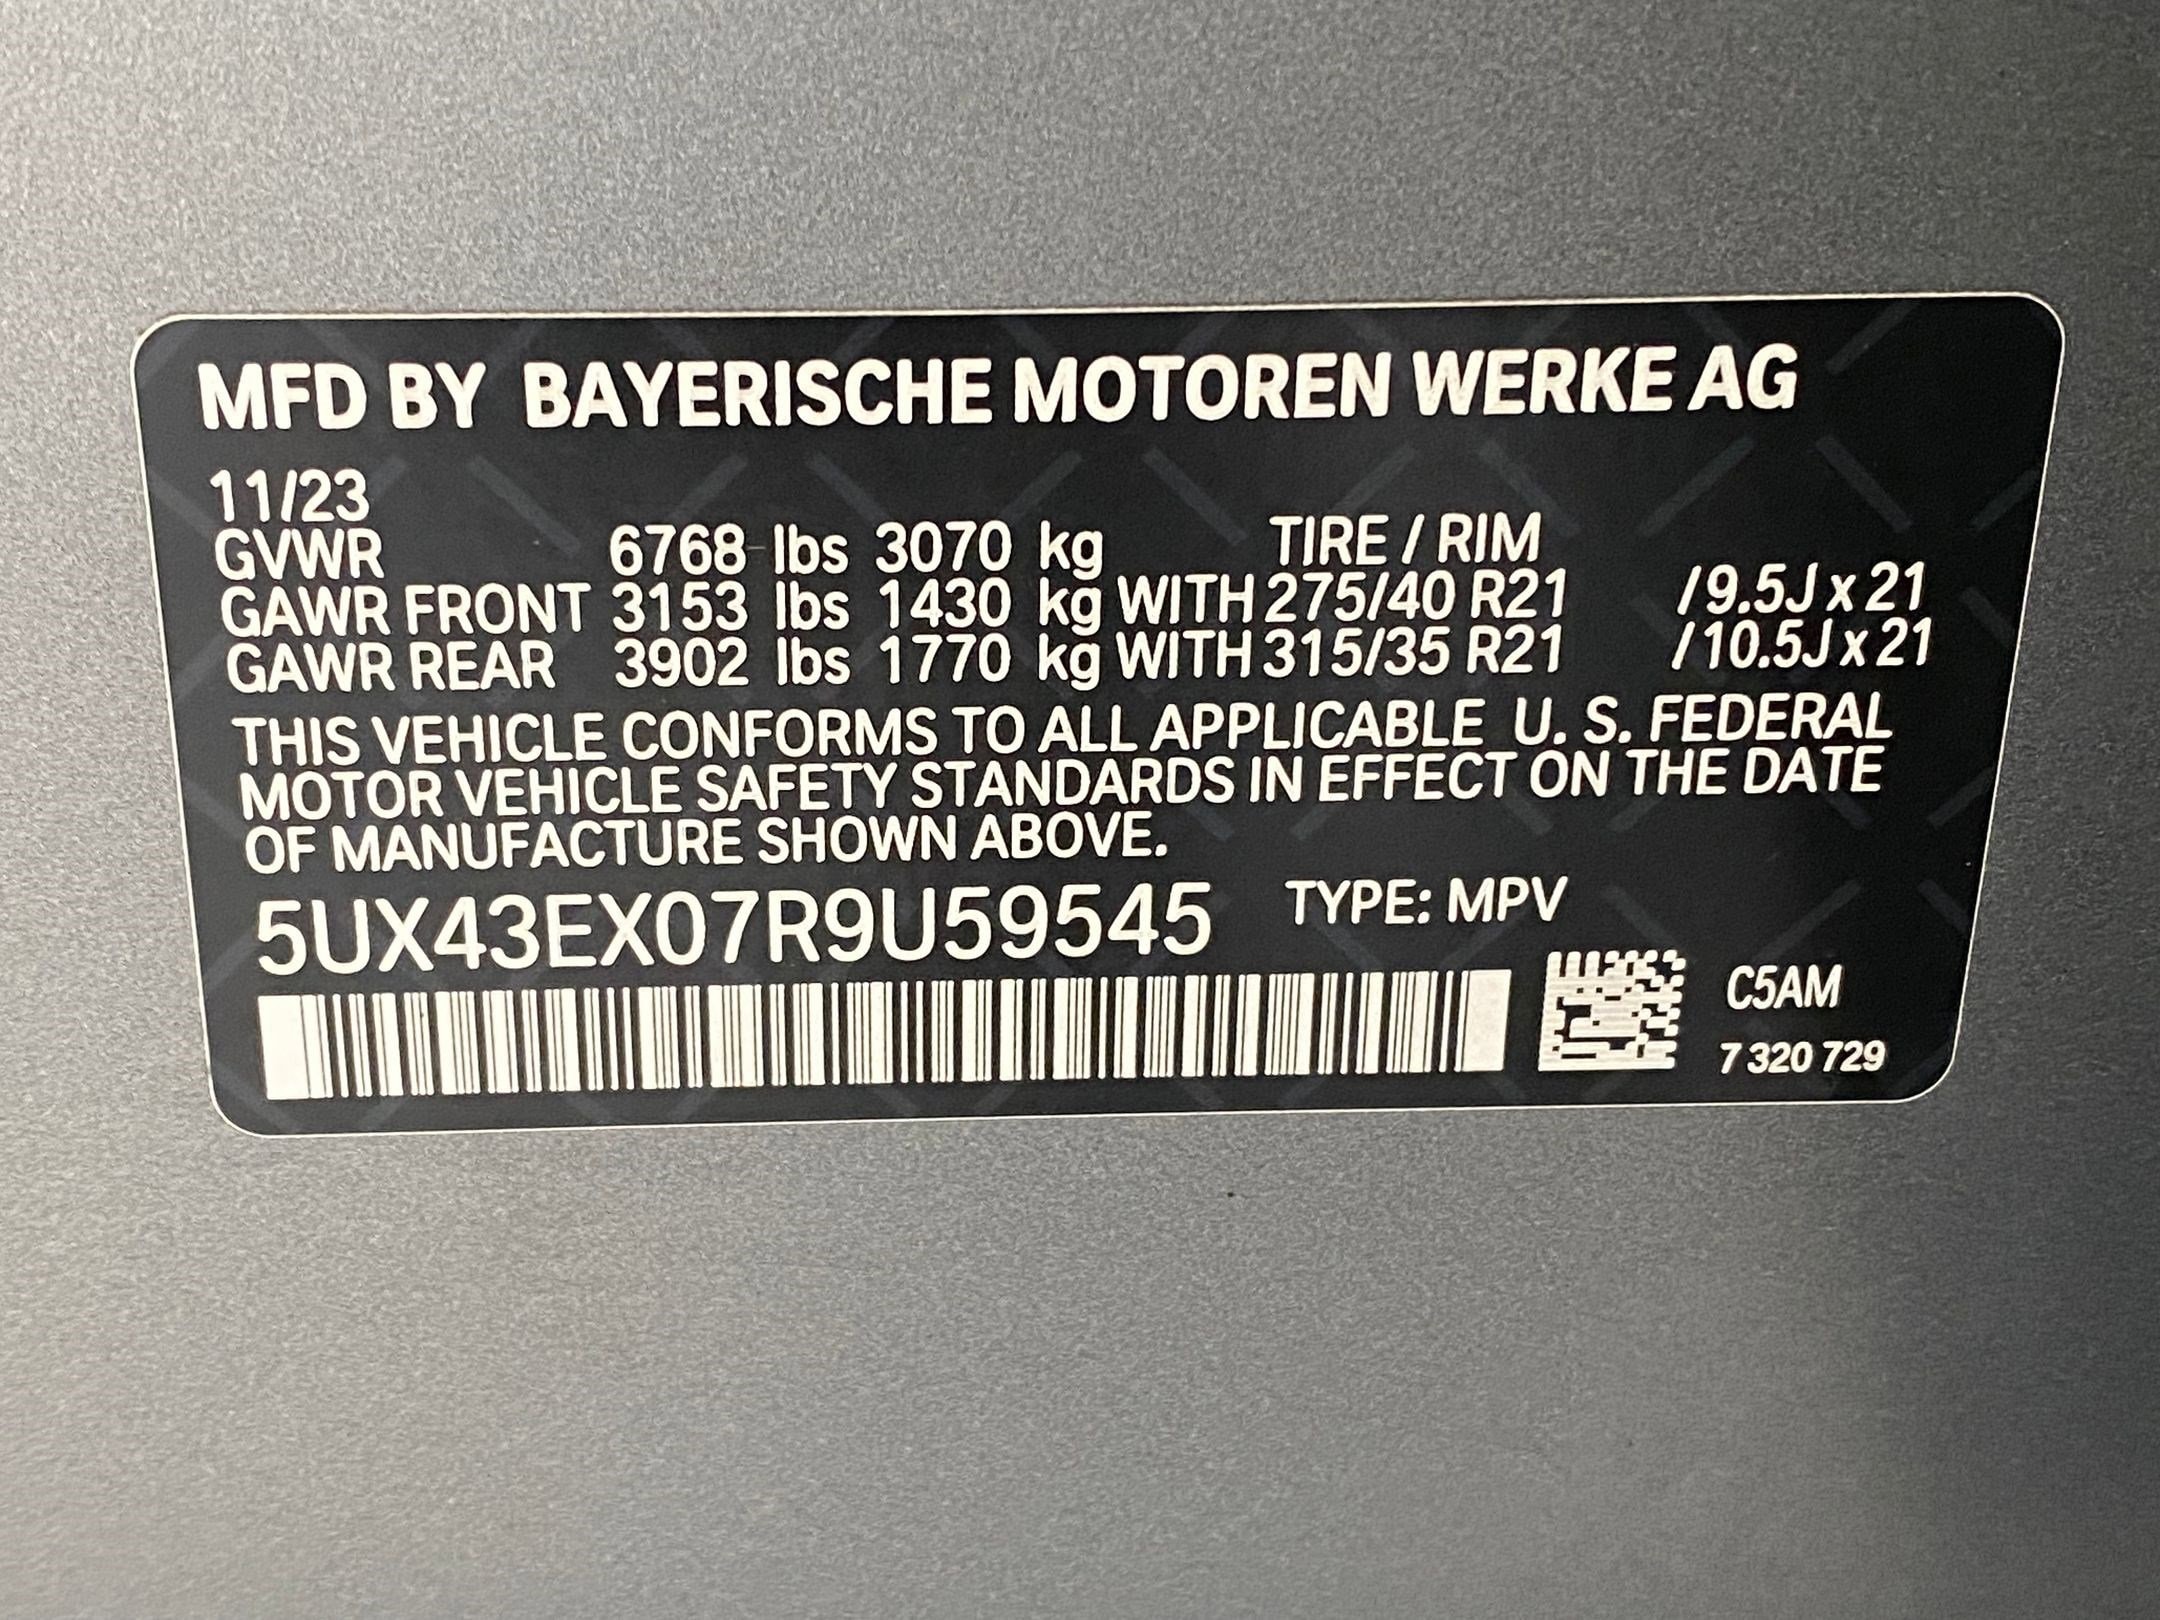 MFD BY BAYERISCHE MOTOREN WERKE AG
11/23
GVWR 6768 lbs 3070 kg TIRE / RIM
GAWR FRONT 3153 lbs 1430 kg WITH 275/40 R21 /9.5J x 21
GAWR REAR 3902 lbs 1770 kg WITH 315/35 R21 /10.5J x 21
THIS VEHICLE CONFORMS TO ALL APPLICABLE U. S. FEDERAL
MOTOR VEHICLE SAFETY STANDARDS IN EFFECT ON THE DATE
OF MANUFACTURE SHOWN ABOVE.
5UX43EX07R9U59545 TYPE: MPV
C5AM
7 320 729